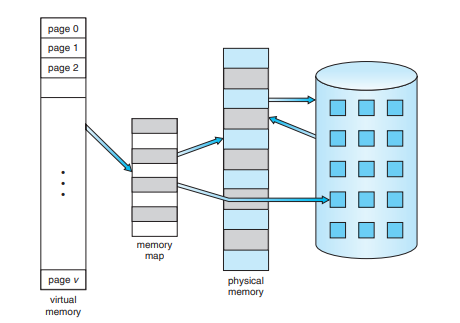 page 0
page 1
page 2
page v
virtual
memory
memory
map
physical
memory